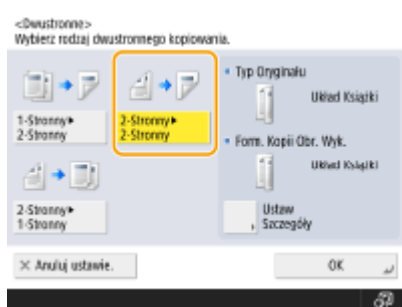 <Dwustronne>
Wybierz rodzaj dwustronnego kopiowania.
1-Stronny▸
2-Stronny
2-Stronny▸
2-Stronny
2-Stronny▸
1-Stronny
• Typ Oryginału
Układ Książki
• Form. Kopii Obr. Wyk.
Układ Książki
Ustaw
Szczegóły
× Anuluj ustawie.
OK